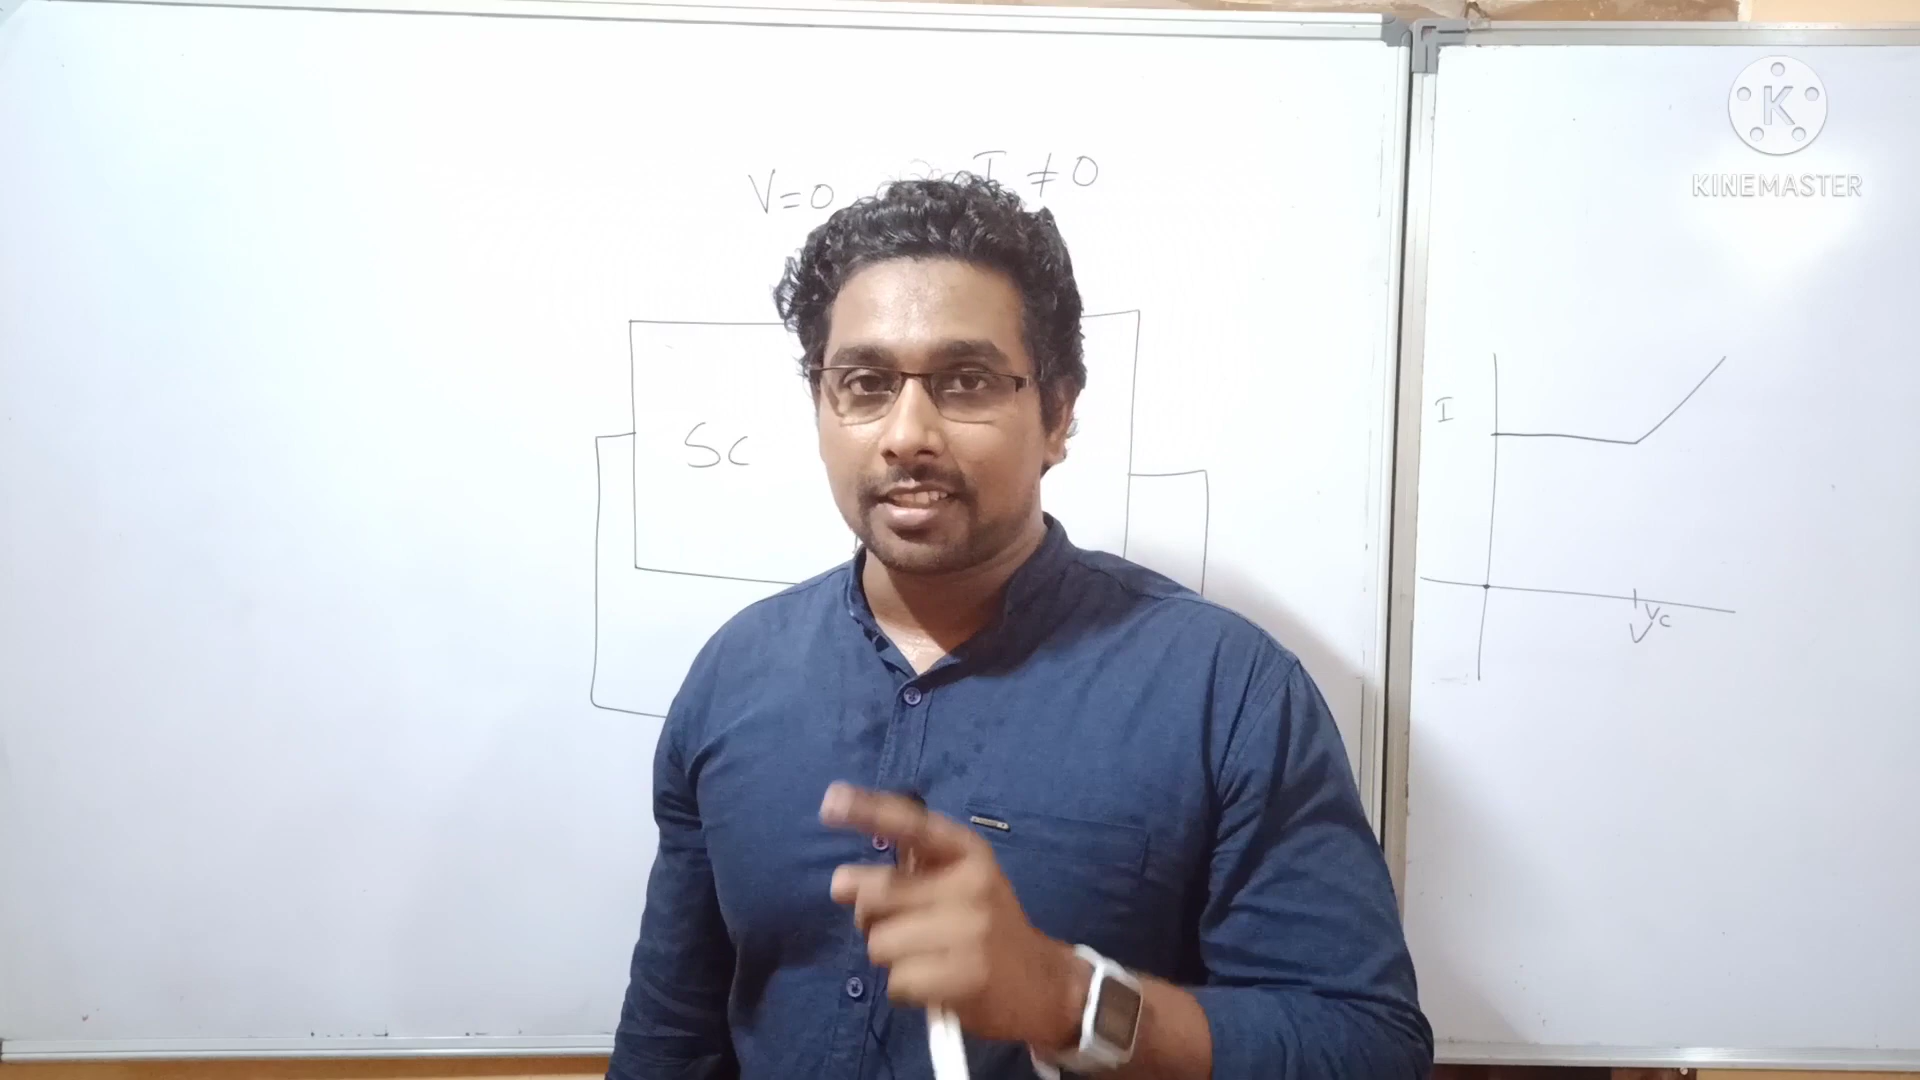 V=0 I ≠ 0
SC
I
Vc
V
K
KINEMASTER